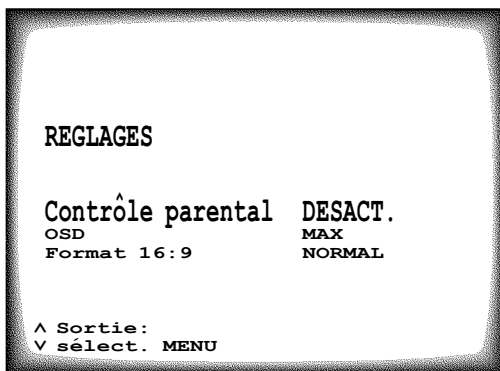 REGLAGES
Contrôle parental DESACT.
OSD MAX
Format 16:9 NORMAL
∧ Sortie:
∨ sélect. MENU